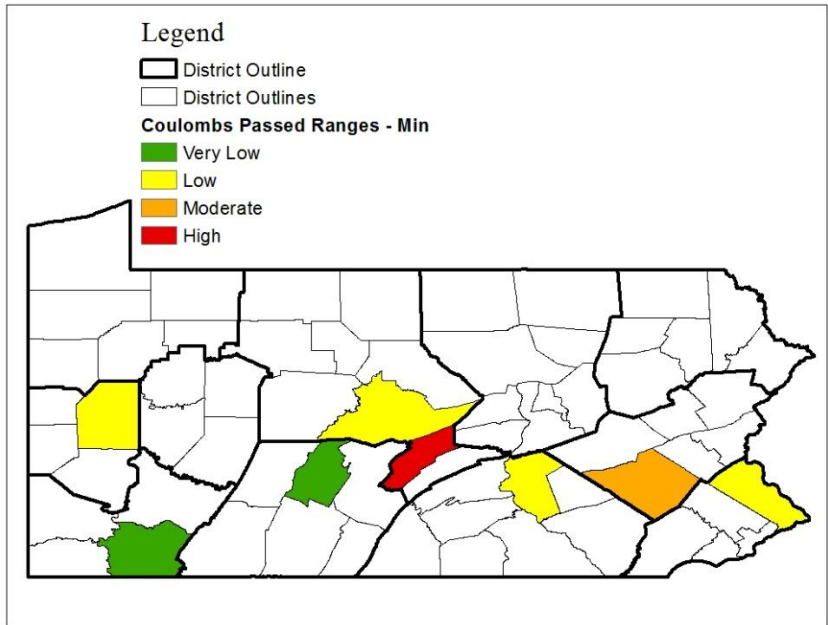 Legend
District Outline
District Outlines
Coulombs Passed Ranges - Min
Very Low
Low
Moderate
High